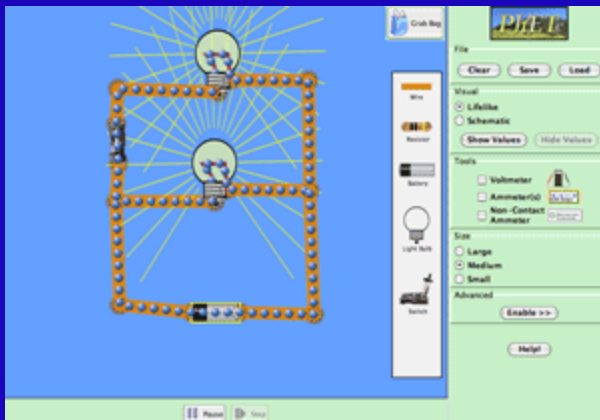 Grab Bag
PhET
File
Clear Save Load
Visual
Lifelike
Schematic
Show Values Hide Values
Wire
Resistor
Battery
Light Bulb
Switch
Tools
Voltmeter
Ammeter(s)
Non-Contact
Ammeter
Size
Large
Medium
Small
Advanced
Enable >>
Help!
Pause Step